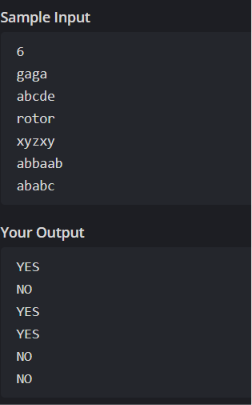 Sample Input
6
gaga
abcde
rotor
xyzxy
abbaab
ababc
Your Output
YES
NO
YES
YES
NO
NO